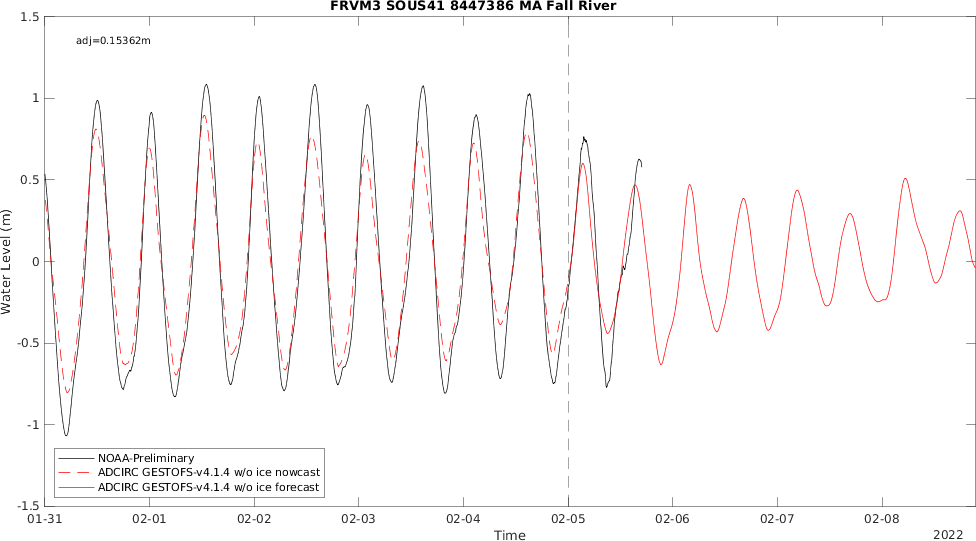 FRVM3 SOUS41 8447386 MA Fall River
1.5
adj=0.15362m
1
0.5
0
-0.5
-1
-1.5
Water Level (m)
NOAA-Preliminary
ADCIRC GESTOFS-v4.1.4 w/o ice nowcast
ADCIRC GESTOFS-v4.1.4 w/o ice forecast
01-31 02-01 02-02 02-03 02-04 02-05 02-06 02-07 02-08
Time
2022